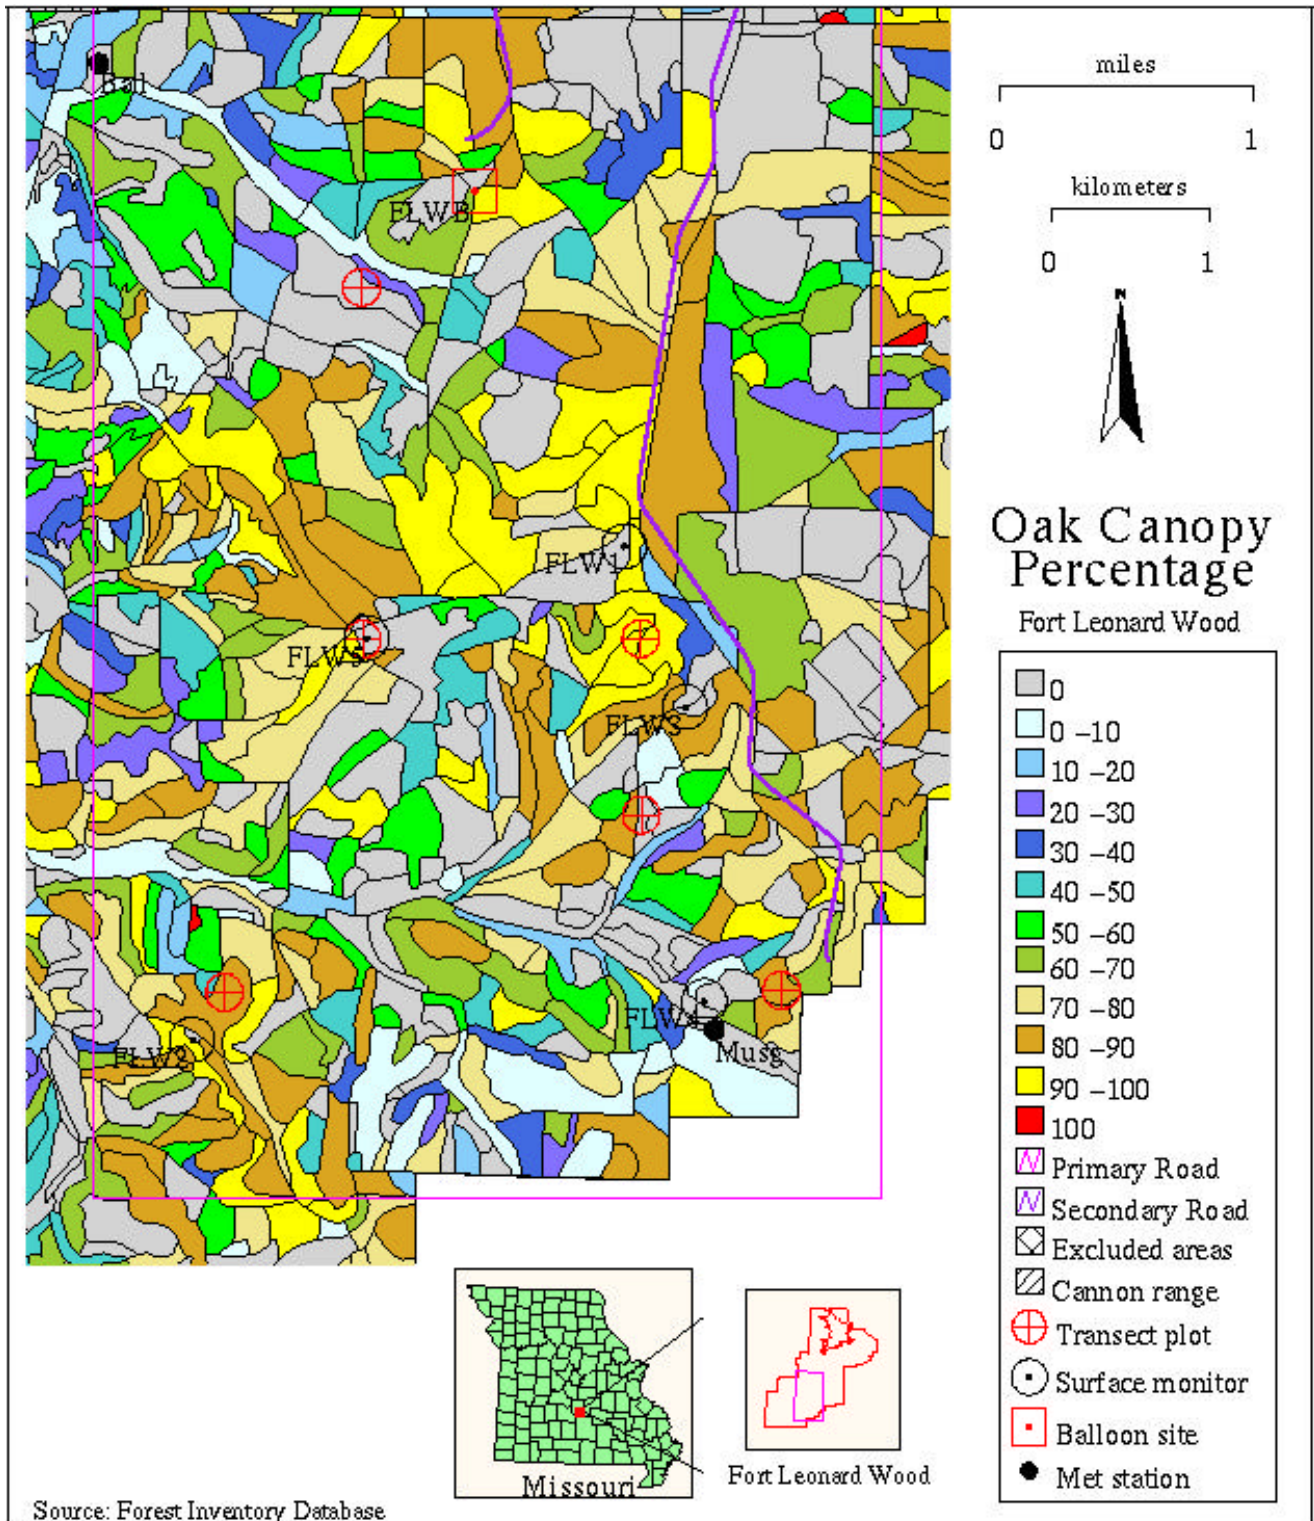 miles
0 1
kilometers
0 1
N
Ball
FLWB
FLW1
FLW5
FLW3
FLW4
Musg
FLW2
Oak Canopy
Percentage
Fort Leonard Wood
0
0 -10
10 -20
20 -30
30 -40
40 -50
50 -60
60 -70
70 -80
80 -90
90 -100
100
Primary Road
Secondary Road
Excluded areas
Cannon range
Transect plot
Surface monitor
Balloon site
Met station
Missouri
Fort Leonard Wood
Source: Forest Inventory Database